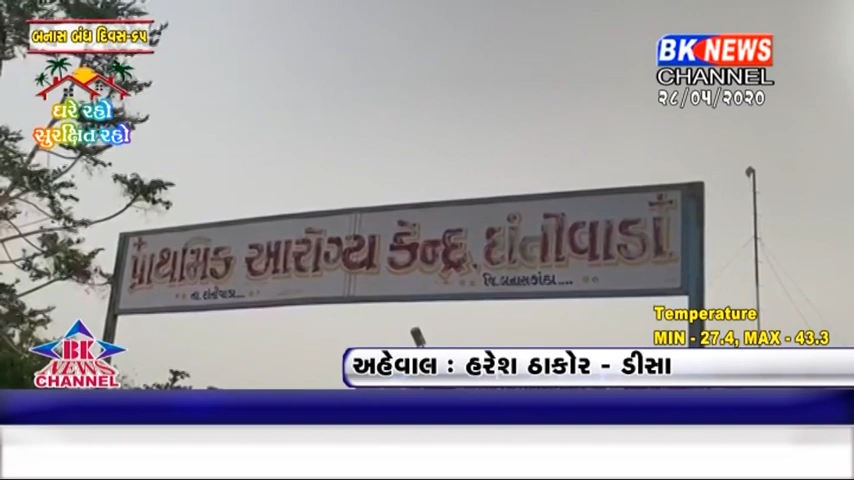 બનાસ બંધ દિવસ-૬૫
ઘરે રહો
સુરક્ષિત રહો
BK NEWS
CHANNEL
૨૮/૦૫/૨૦૨૦
પ્રાથમિક આરોગ્ય કેન્દ્ર, દાંતીવાડા
તા. દાંતીવાડા....
જિ. બનાસકાંઠા....
Temperature
MIN - 27.4, MAX - 43.3
BK
NEWS
CHANNEL
અહેવાલ : હરેશ ઠાકોર - ડીસા